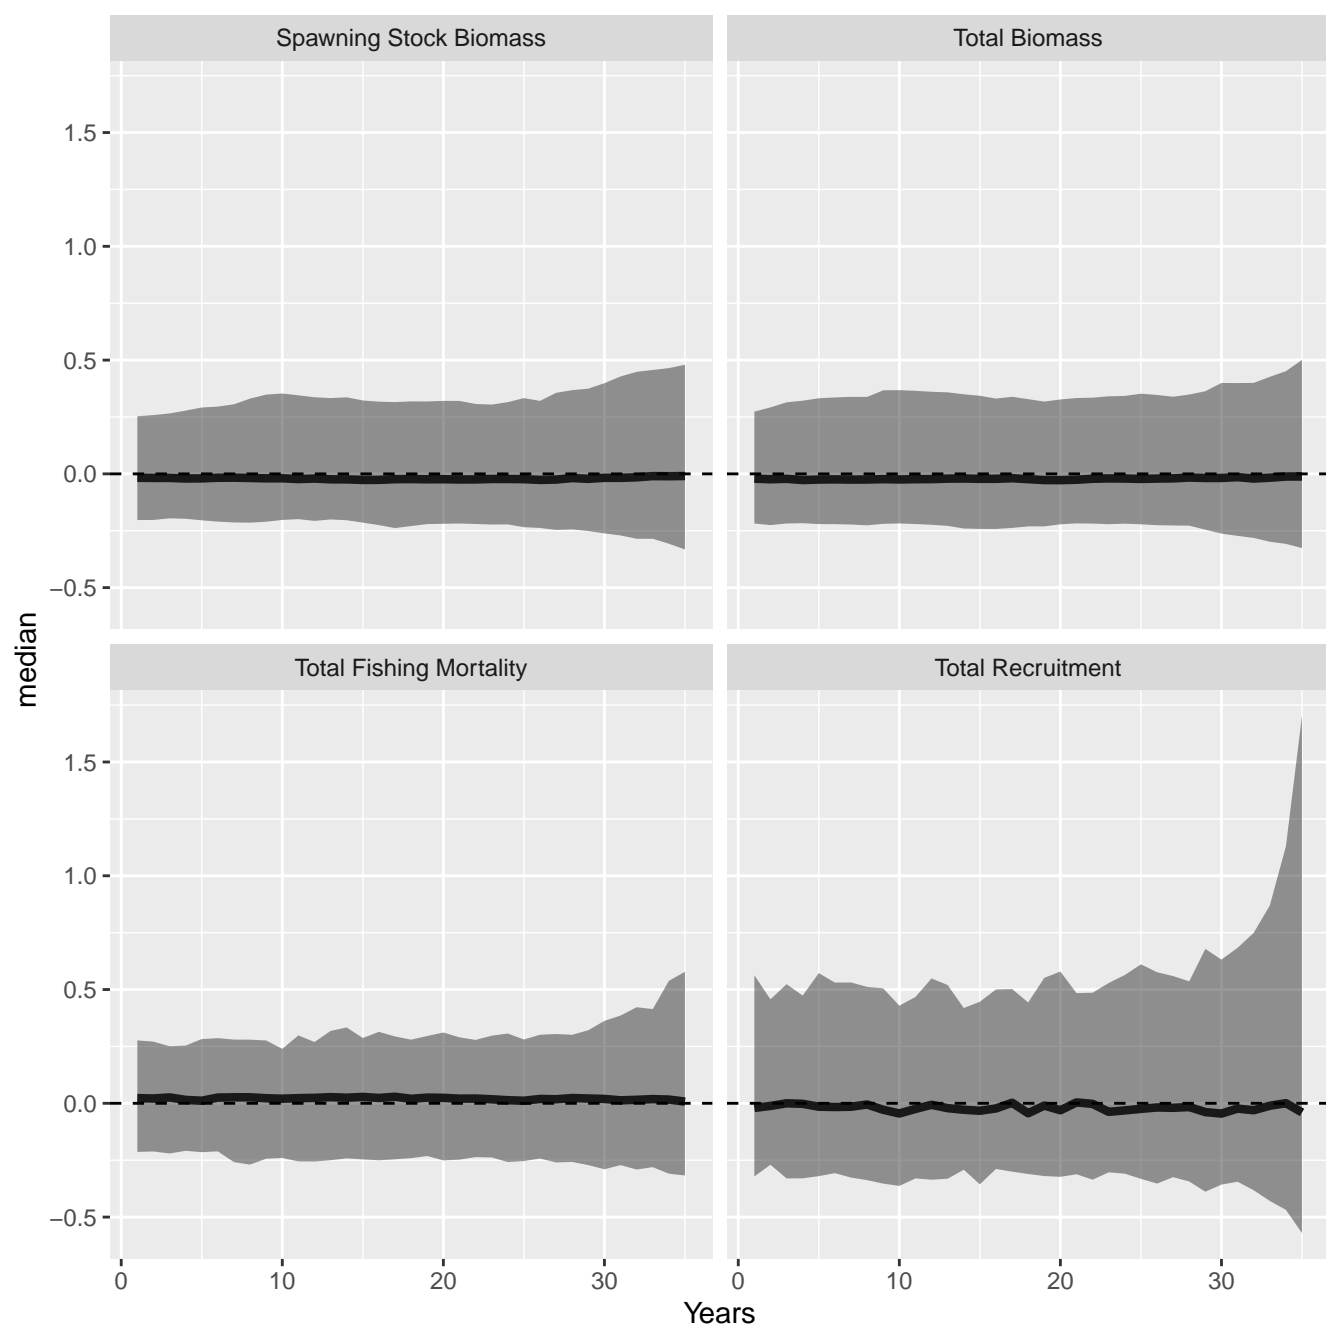 Spawning Stock Biomass
Total Biomass
1.5
1.0
0.5
0.0
−0.5
Total Fishing Mortality
Total Recruitment
1.5
1.0
0.5
0.0
−0.5
0 10 20 30
0 10 20 30
Years
median